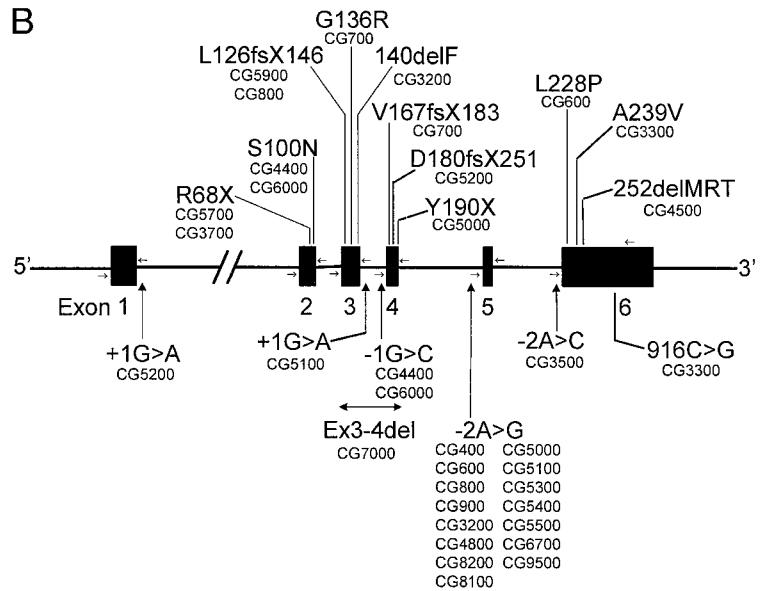 B
G136R
CG700
L126fsX146
CG5900
CG800
140delF
CG3200
V167fsX183
CG700
D180fsX251
CG5200
Y190X
CG5000
S100N
CG4400
CG6000
R68X
CG5700
CG3700
L228P
CG600
A239V
CG3300
252delMRT
CG4500
5' 3'
Exon 1 2 3 4 5 6
+1G>A
CG5200
+1G>A
CG5100
-1G>C
CG4400
CG6000
Ex3-4del
CG7000
-2A>G
CG400 CG5000
CG600 CG5100
CG800 CG5300
CG900 CG5400
CG3200 CG5500
CG4800 CG6700
CG8200 CG9500
CG8100
-2A>C
CG3500
916C>G
CG3300